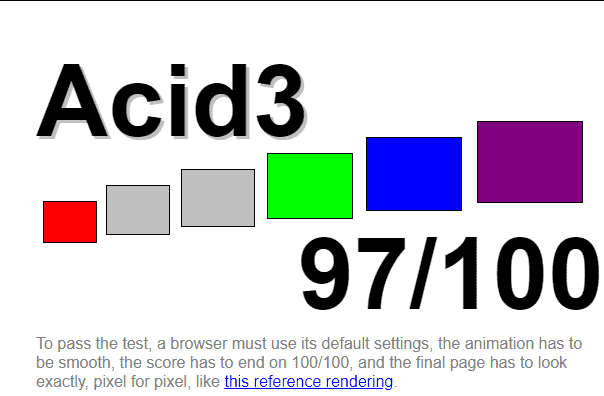 Acid3
97/100
To pass the test, a browser must use its default settings, the animation has to
be smooth, the score has to end on 100/100, and the final page has to look
exactly, pixel for pixel, like this reference rendering.